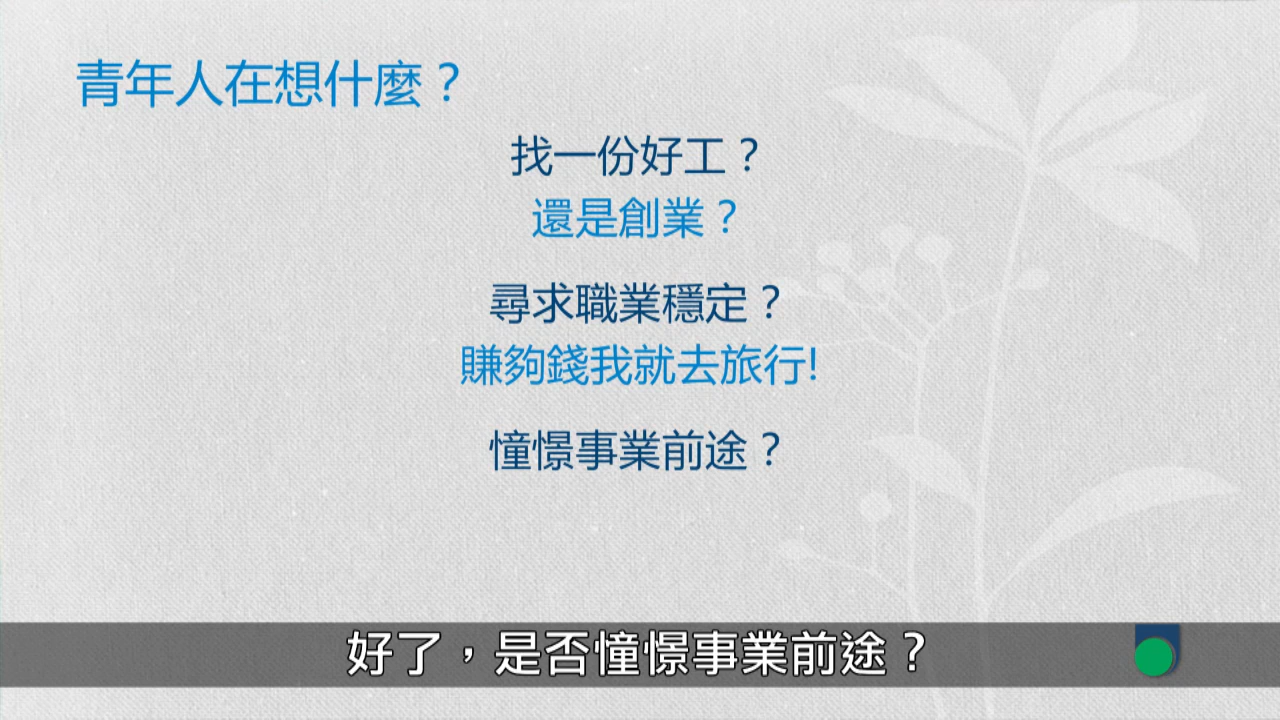 青年人在想什麼？
找一份好工？
還是創業？
尋求職業穩定？
賺夠錢我就去旅行!
憧憬事業前途？
好了，是否憧憬事業前途？